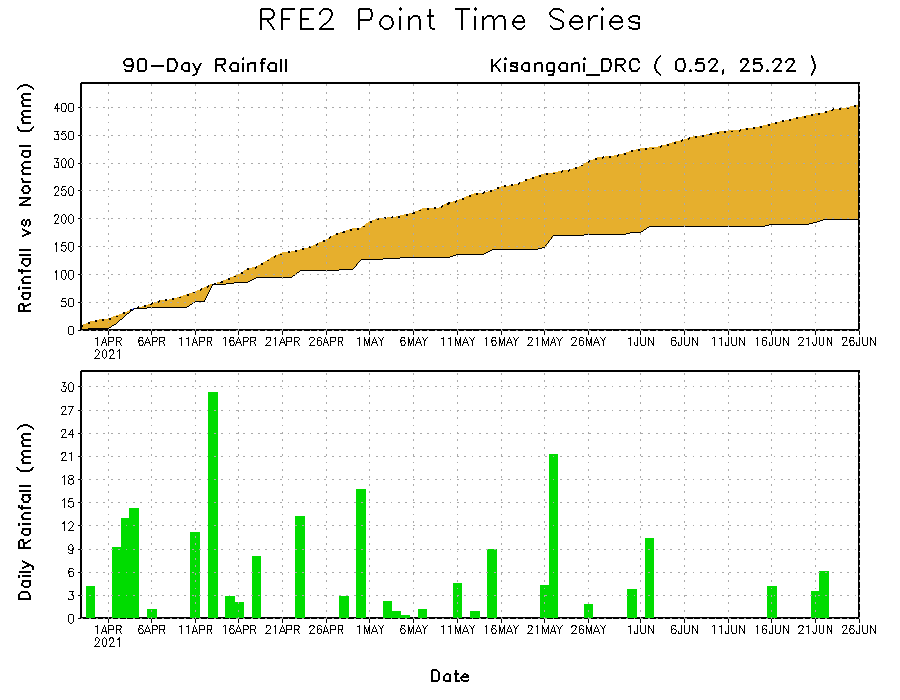 RFE2 Point Time Series
90-Day Rainfall
Kisangani_DRC ( 0.52, 25.22 )
Rainfall vs Normal (mm)
400
350
300
250
200
150
100
50
0
1APR 6APR 11APR 16APR 21APR 26APR 1MAY 6MAY 11MAY 16MAY 21MAY 26MAY 1JUN 6JUN 11JUN 16JUN 21JUN 26JUN
2021
Daily Rainfall (mm)
30
27
24
21
18
15
12
9
6
3
0
1APR 6APR 11APR 16APR 21APR 26APR 1MAY 6MAY 11MAY 16MAY 21MAY 26MAY 1JUN 6JUN 11JUN 16JUN 21JUN 26JUN
2021
Date